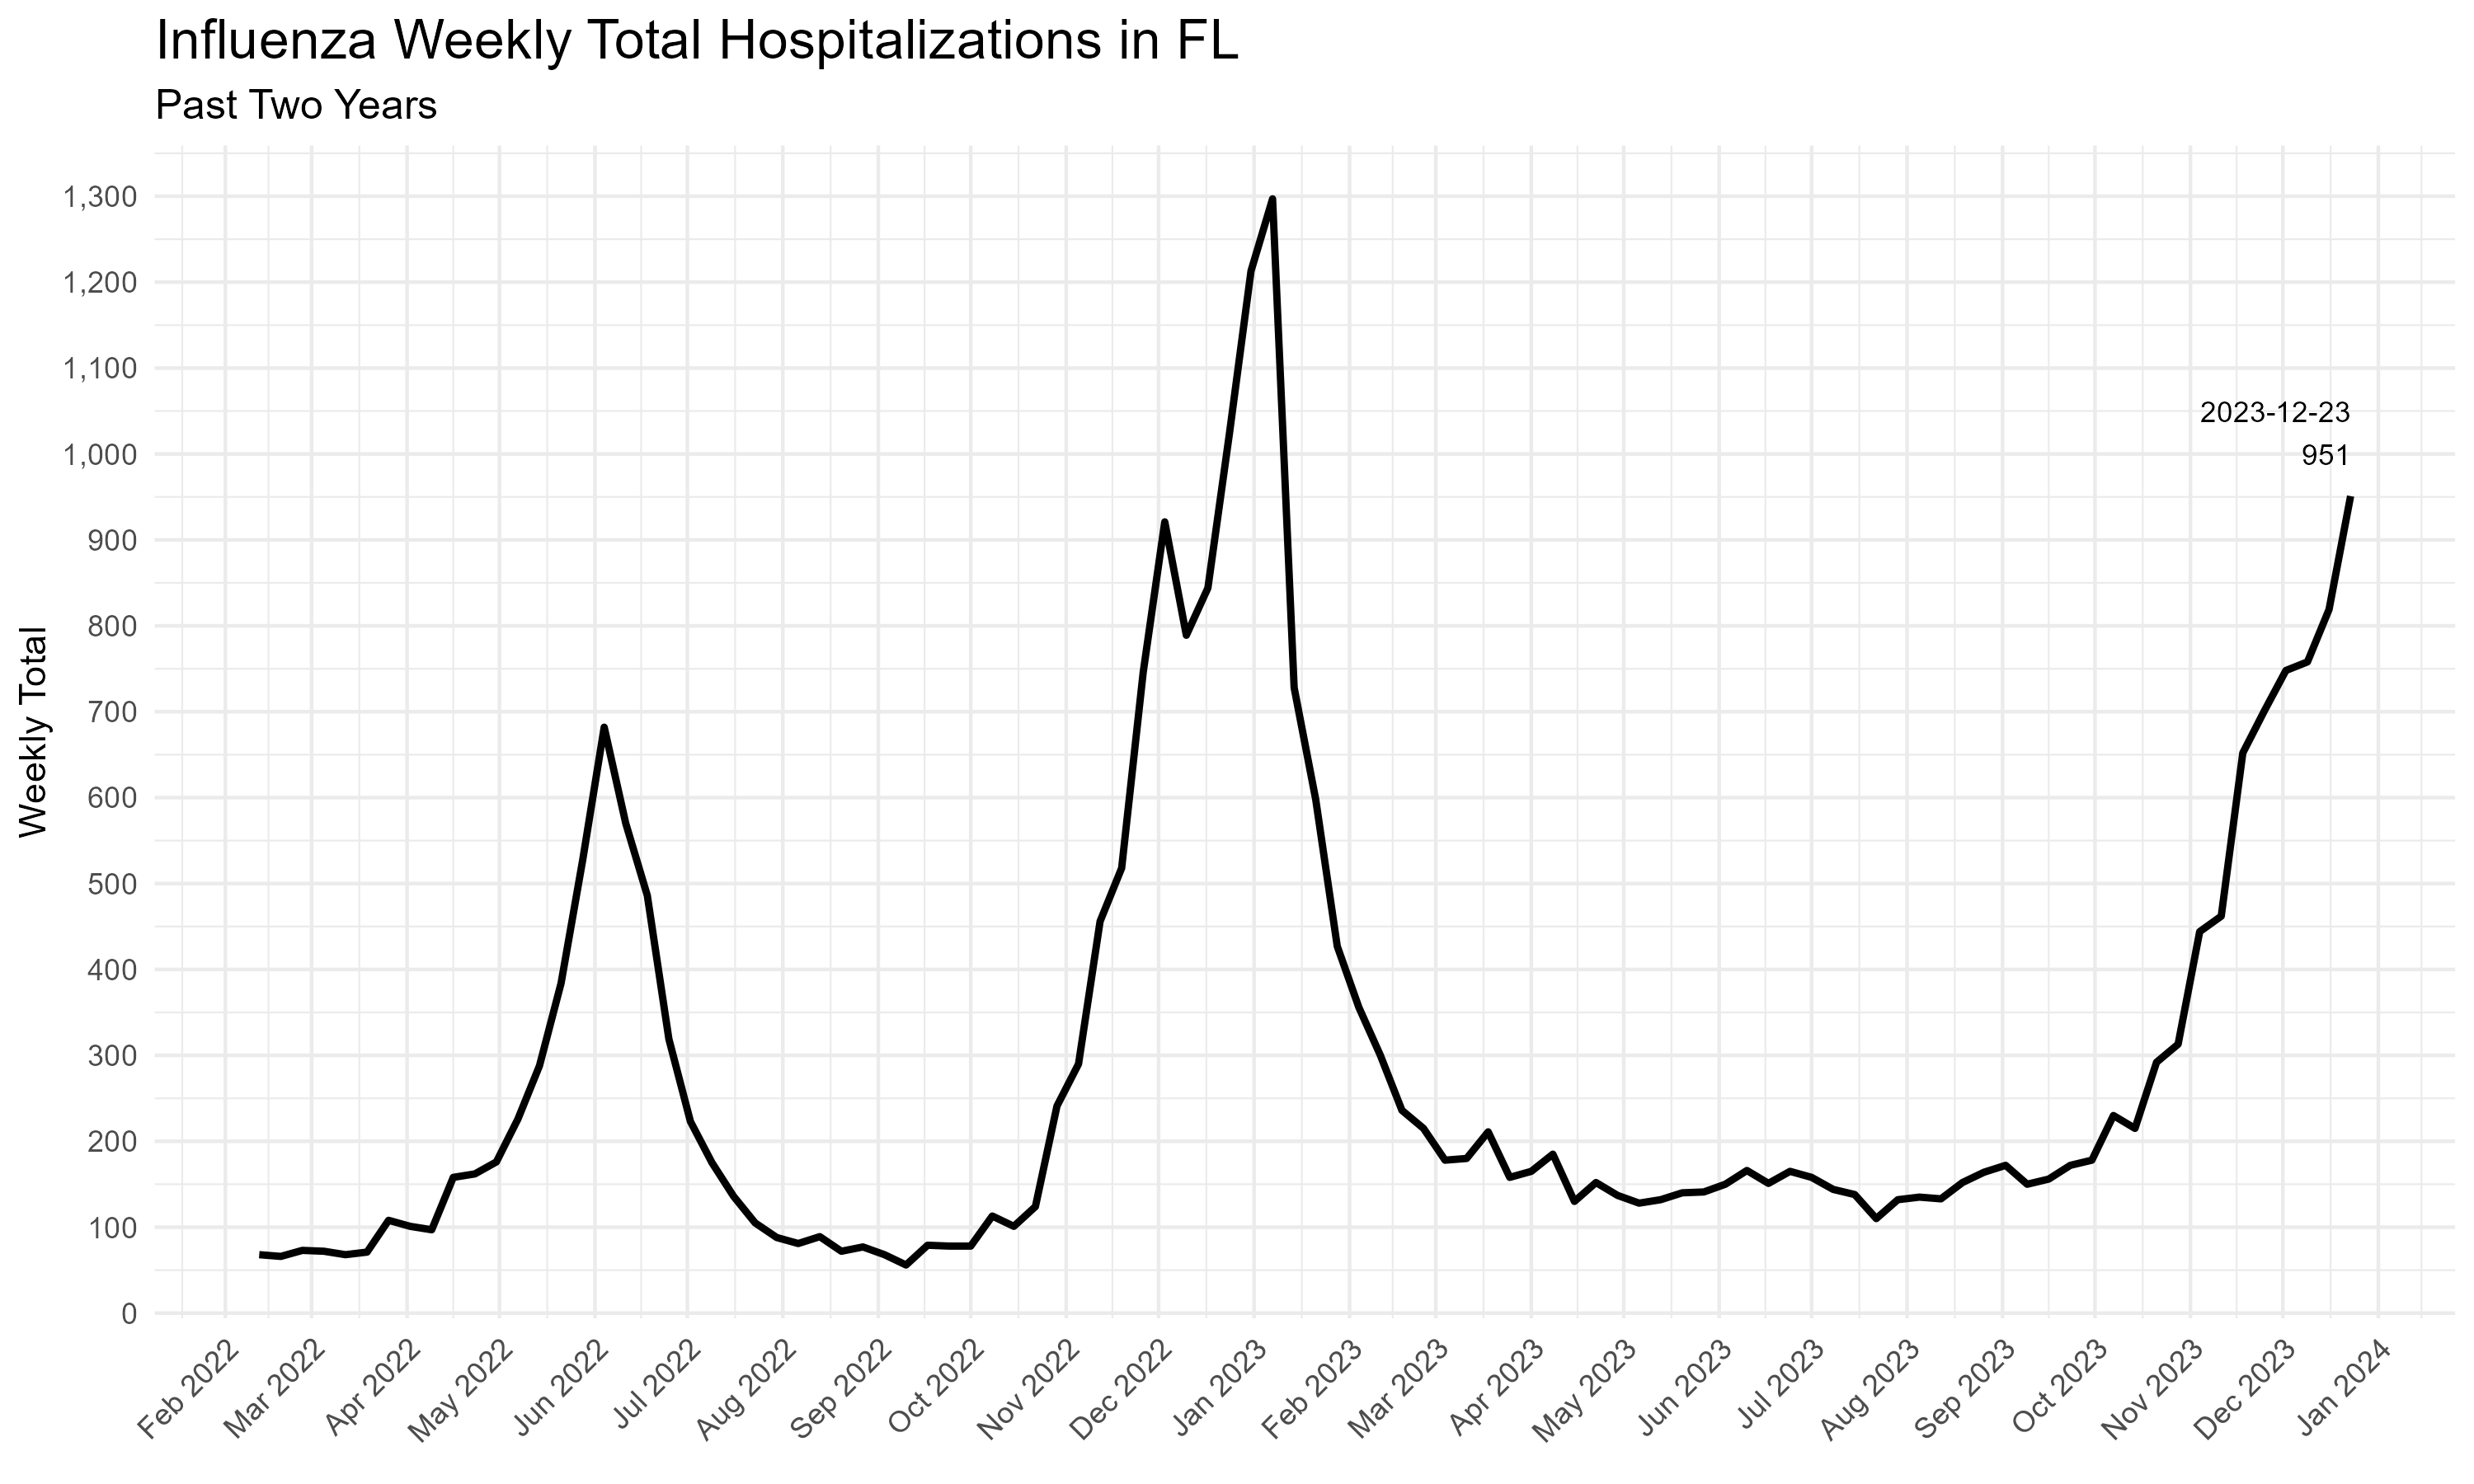 Influenza Weekly Total Hospitalizations in FL
Past Two Years
Weekly Total
1,300
1,200
1,100
1,000
900
800
700
600
500
400
300
200
100
0
2023-12-23
951
Feb 2022
Mar 2022
Apr 2022
May 2022
Jun 2022
Jul 2022
Aug 2022
Sep 2022
Oct 2022
Nov 2022
Dec 2022
Jan 2023
Feb 2023
Mar 2023
Apr 2023
May 2023
Jun 2023
Jul 2023
Aug 2023
Sep 2023
Oct 2023
Nov 2023
Dec 2023
Jan 2024